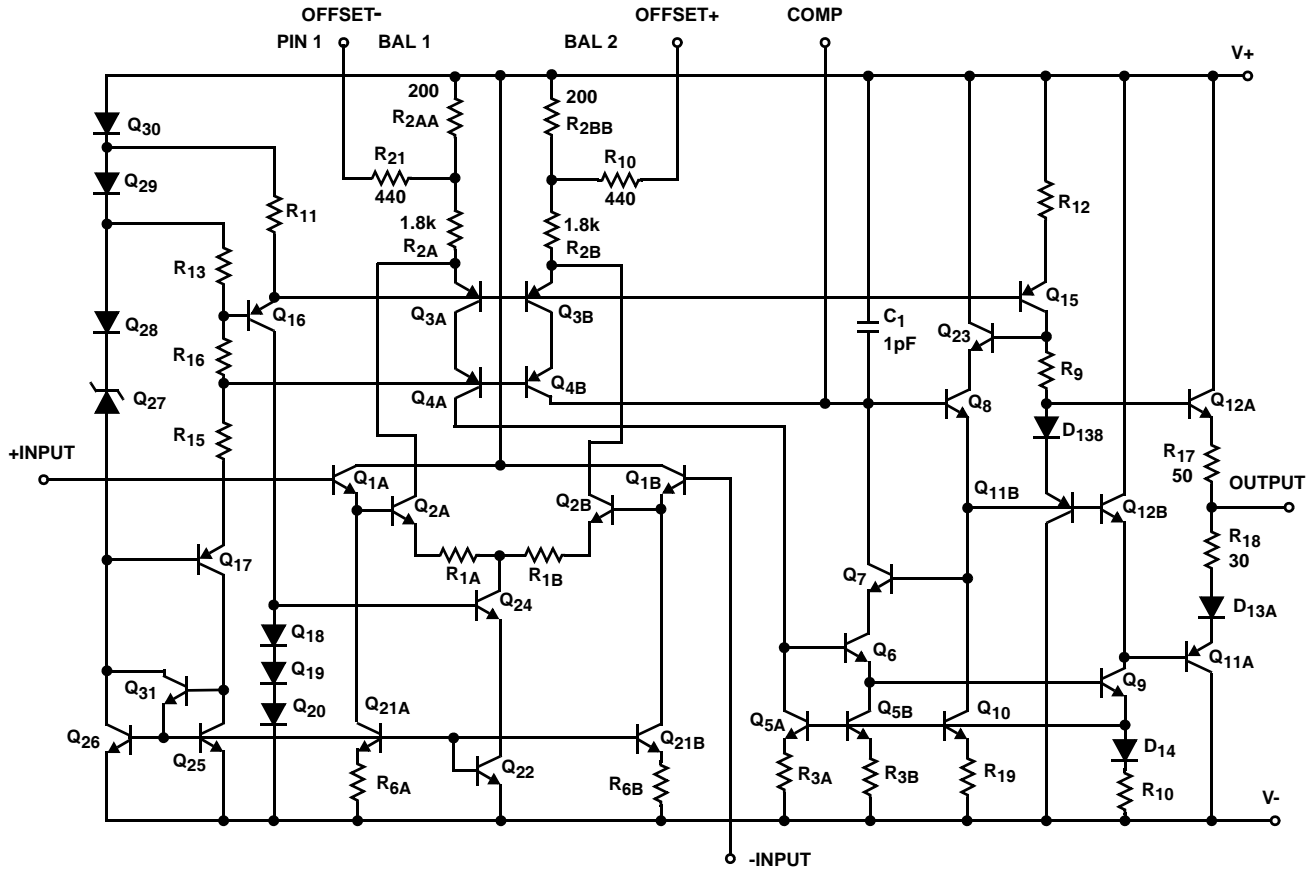 OFFSET-
OFFSET+
COMP
PIN 1
BAL 1
BAL 2
V+
200
R2AA
200
R2BB
Q30
R21
440
R10
440
Q29
R11
1.8k
R2A
1.8k
R2B
R12
R13
Q16
Q3A
Q3B
Q15
Q28
C1
1pF
Q23
R16
R9
Q27
Q4A
Q4B
Q8
Q12A
R15
D138
+INPUT
R17
50
Q1A
Q1B
OUTPUT
Q2A
Q2B
Q11B
Q12B
Q17
R18
30
R1A
R1B
Q7
D13A
Q24
Q18
Q6
Q11A
Q19
Q9
Q31
Q20
Q21A
Q5A
Q5B
Q10
Q26
Q21B
D14
Q25
Q22
R6A
R6B
R3A
R3B
R19
R10
V-
-INPUT